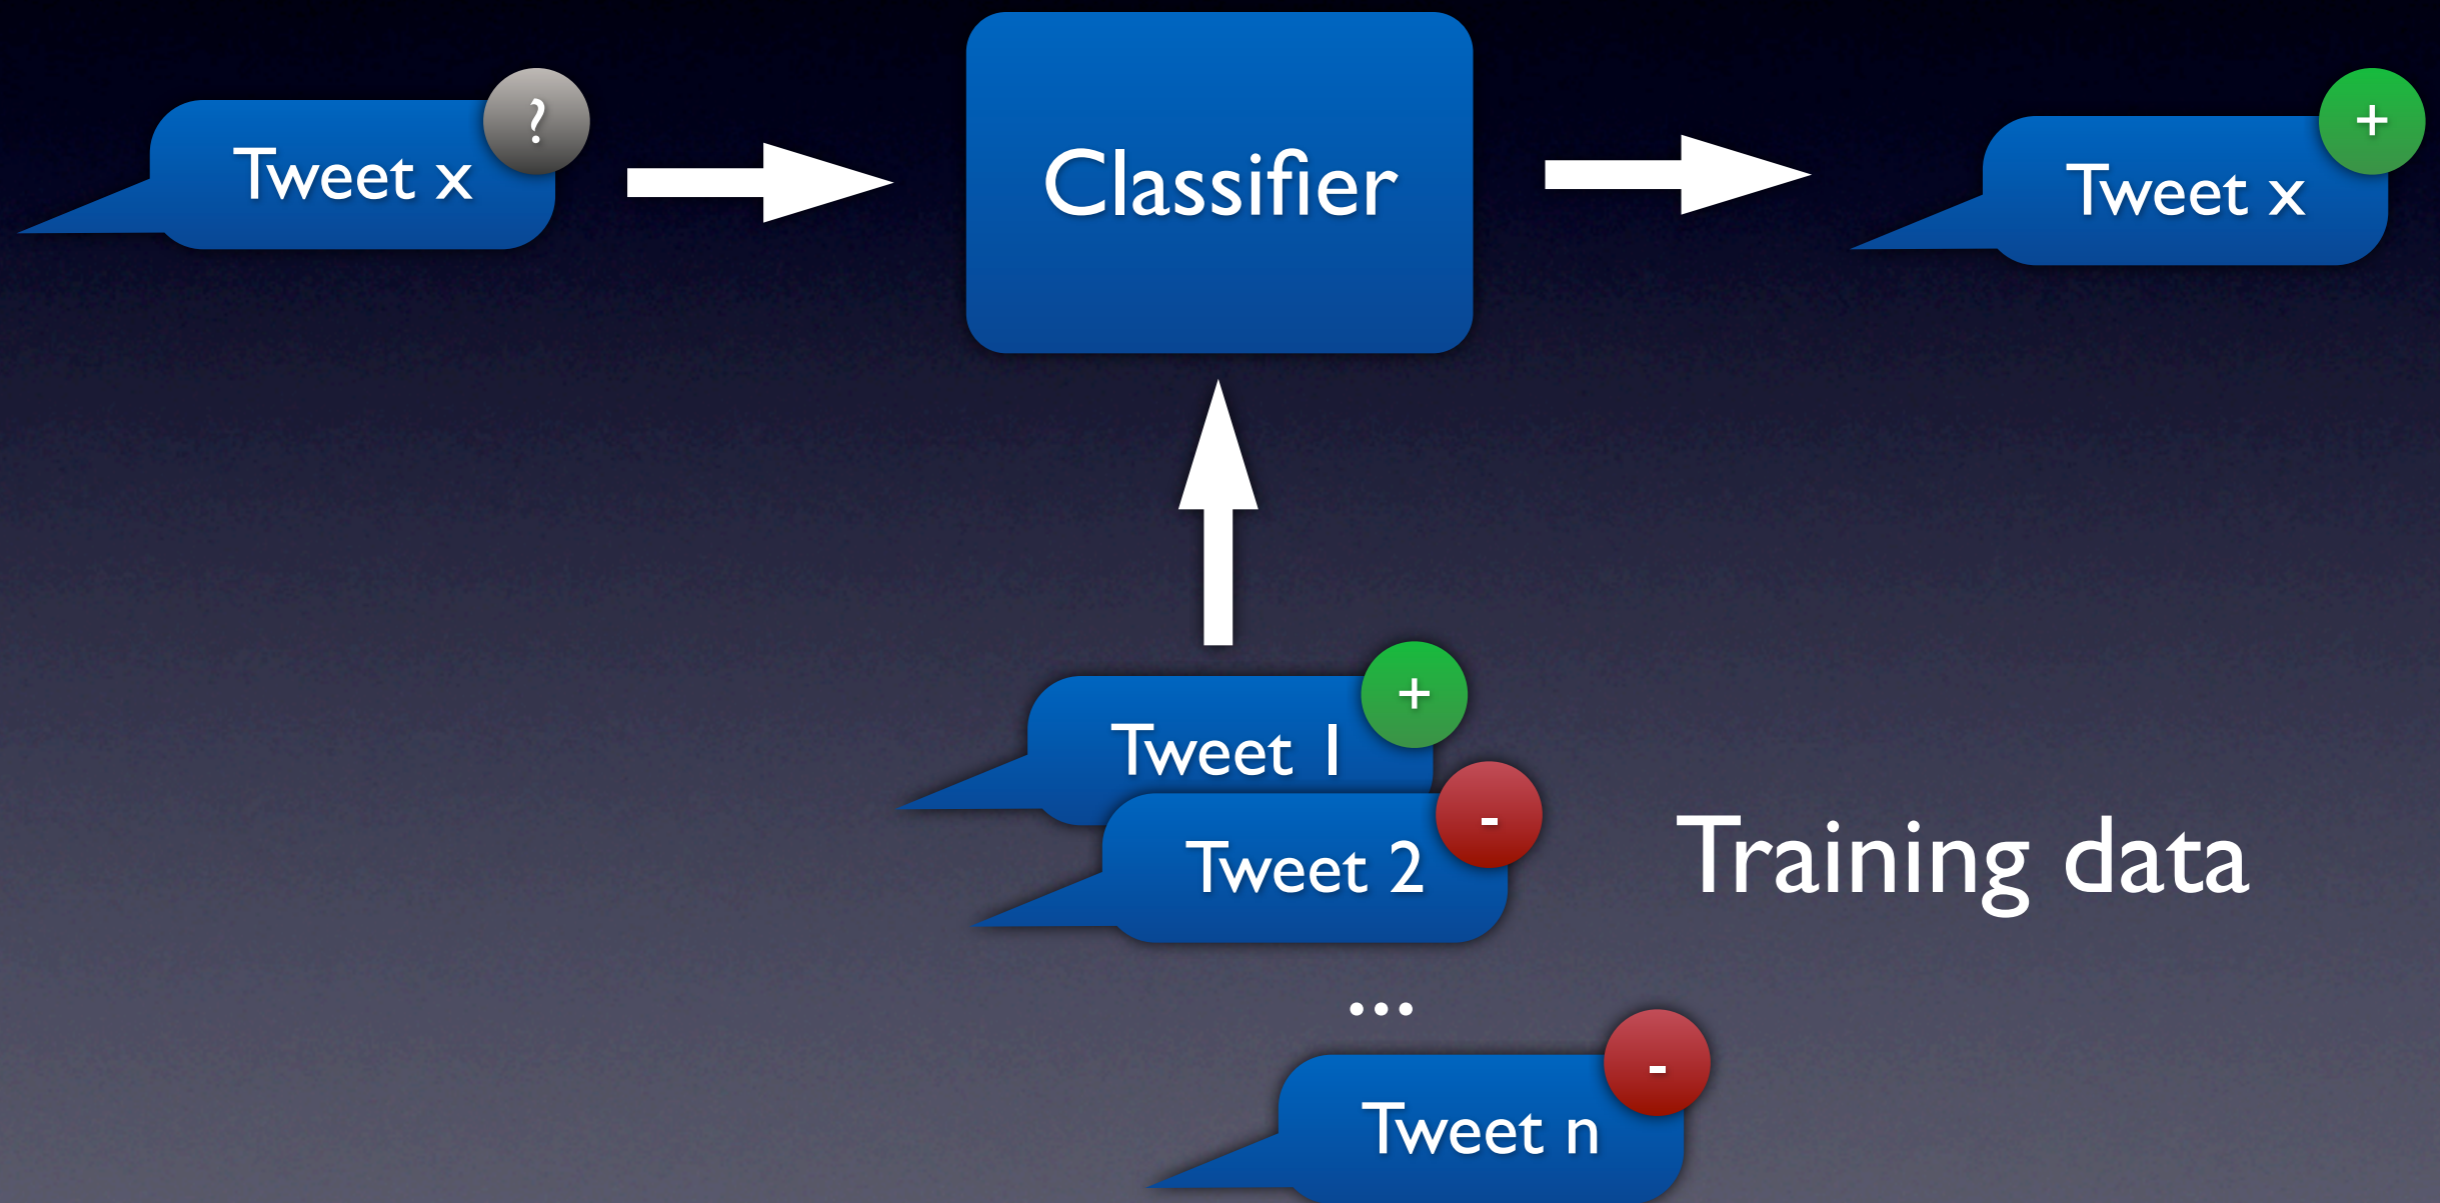 Tweet x
?
Classifier
Tweet x
+
Tweet 1
+
Tweet 2
-
Training data
...
Tweet n
-